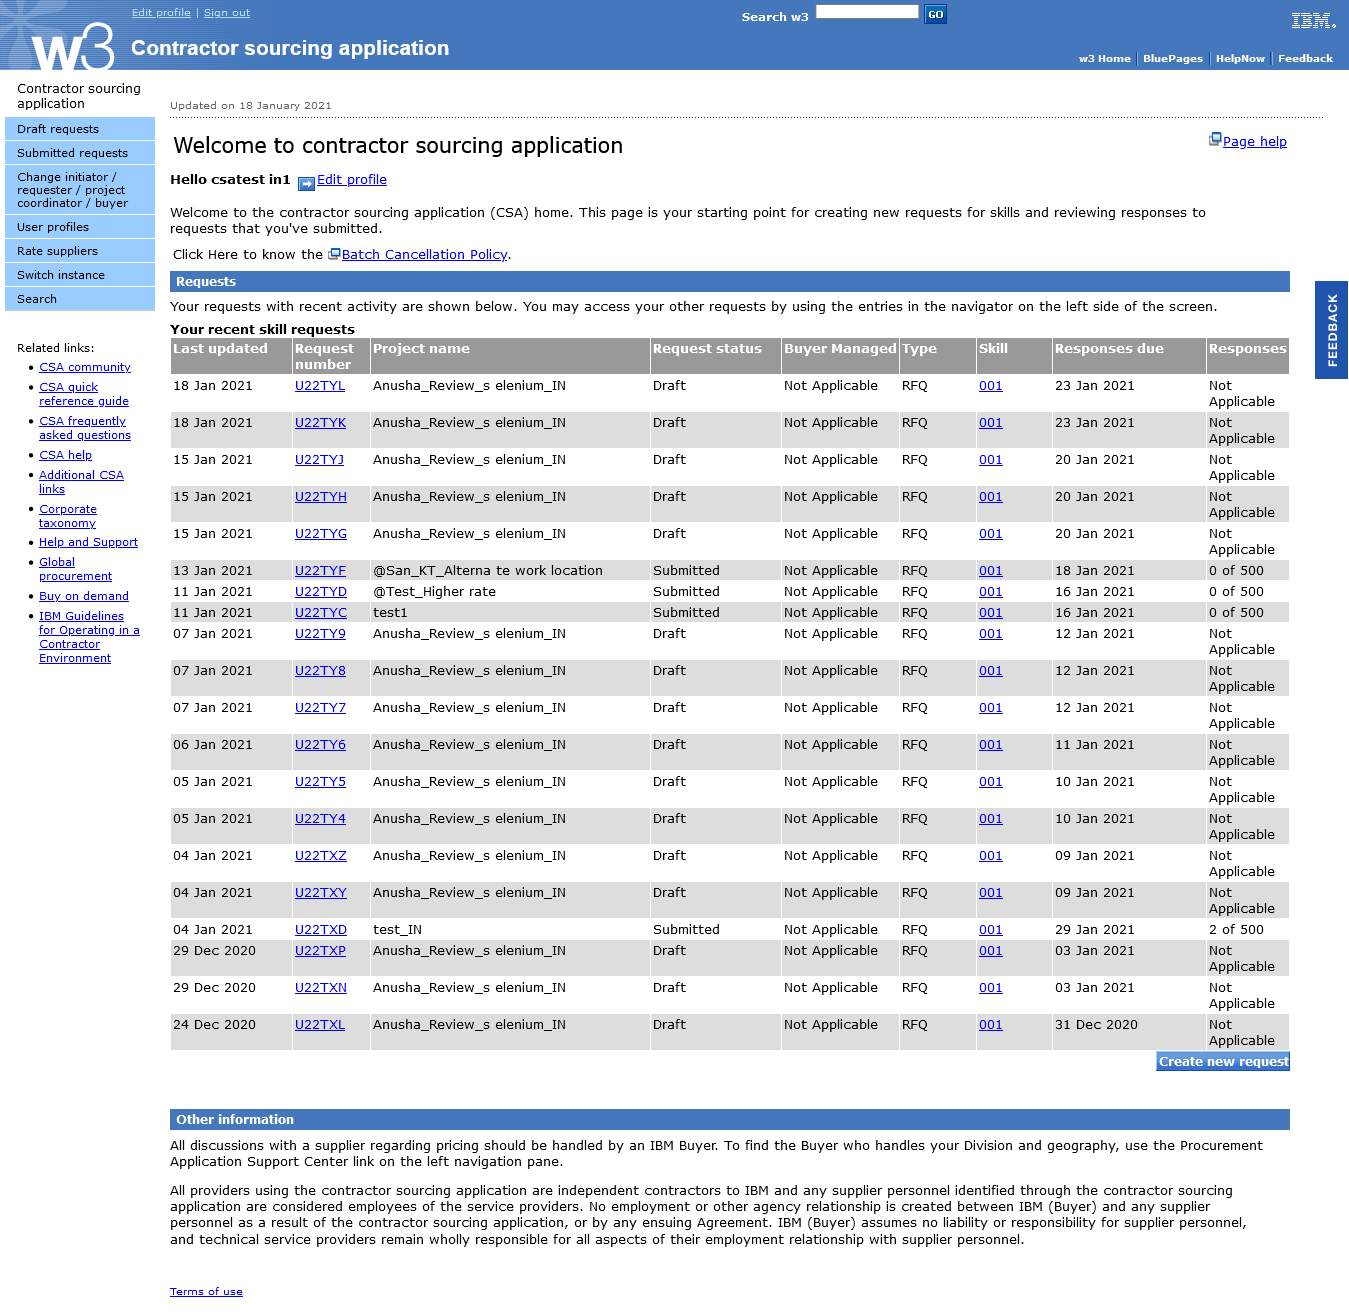 Edit profile | Sign out
Search w3 GO
IBM.
w3 Contractor sourcing application
w3 Home | BluePages | HelpNow | Feedback
Contractor sourcing
application
Draft requests
Submitted requests
Change initiator /
requester / project
coordinator / buyer
User profiles
Rate suppliers
Switch instance
Search
Related links:
CSA community
CSA quick
reference guide
CSA frequently
asked questions
CSA help
Additional CSA
links
Corporate
taxonomy
Help and Support
Global
procurement
Buy on demand
IBM Guidelines
for Operating in a
Contractor
Environment
Updated on 18 January 2021
Welcome to contractor sourcing application
Page help
Hello csatest in1 Edit profile
Welcome to the contractor sourcing application (CSA) home. This page is your starting point for creating new requests for skills and reviewing responses to
requests that you've submitted.
Click Here to know the Batch Cancellation Policy.
Requests
Your requests with recent activity are shown below. You may access your other requests by using the entries in the navigator on the left side of the screen.
Your recent skill requests
Last updated Request Project name Request status Buyer Managed Type Skill Responses due Responses
number
18 Jan 2021 U22TYL Anusha_Review_s elenium_IN Draft Not Applicable RFQ 001 23 Jan 2021 Not
Applicable
18 Jan 2021 U22TYK Anusha_Review_s elenium_IN Draft Not Applicable RFQ 001 23 Jan 2021 Not
Applicable
15 Jan 2021 U22TYJ Anusha_Review_s elenium_IN Draft Not Applicable RFQ 001 20 Jan 2021 Not
Applicable
15 Jan 2021 U22TYH Anusha_Review_s elenium_IN Draft Not Applicable RFQ 001 20 Jan 2021 Not
Applicable
15 Jan 2021 U22TYG Anusha_Review_s elenium_IN Draft Not Applicable RFQ 001 20 Jan 2021 Not
Applicable
13 Jan 2021 U22TYF @San_KT_Alterna te work location Submitted Not Applicable RFQ 001 18 Jan 2021 0 of 500
11 Jan 2021 U22TYD @Test_Higher rate Submitted Not Applicable RFQ 001 16 Jan 2021 0 of 500
11 Jan 2021 U22TYC test1 Submitted Not Applicable RFQ 001 16 Jan 2021 0 of 500
07 Jan 2021 U22TY9 Anusha_Review_s elenium_IN Draft Not Applicable RFQ 001 12 Jan 2021 Not
Applicable
07 Jan 2021 U22TY8 Anusha_Review_s elenium_IN Draft Not Applicable RFQ 001 12 Jan 2021 Not
Applicable
07 Jan 2021 U22TY7 Anusha_Review_s elenium_IN Draft Not Applicable RFQ 001 12 Jan 2021 Not
Applicable
06 Jan 2021 U22TY6 Anusha_Review_s elenium_IN Draft Not Applicable RFQ 001 11 Jan 2021 Not
Applicable
05 Jan 2021 U22TY5 Anusha_Review_s elenium_IN Draft Not Applicable RFQ 001 10 Jan 2021 Not
Applicable
05 Jan 2021 U22TY4 Anusha_Review_s elenium_IN Draft Not Applicable RFQ 001 10 Jan 2021 Not
Applicable
04 Jan 2021 U22TXZ Anusha_Review_s elenium_IN Draft Not Applicable RFQ 001 09 Jan 2021 Not
Applicable
04 Jan 2021 U22TXY Anusha_Review_s elenium_IN Draft Not Applicable RFQ 001 09 Jan 2021 Not
Applicable
04 Jan 2021 U22TXD test_IN Submitted Not Applicable RFQ 001 29 Jan 2021 2 of 500
29 Dec 2020 U22TXP Anusha_Review_s elenium_IN Draft Not Applicable RFQ 001 03 Jan 2021 Not
Applicable
29 Dec 2020 U22TXN Anusha_Review_s elenium_IN Draft Not Applicable RFQ 001 03 Jan 2021 Not
Applicable
24 Dec 2020 U22TXL Anusha_Review_s elenium_IN Draft Not Applicable RFQ 001 31 Dec 2020 Not
Applicable
Create new request
FEEDBACK
Other information
All discussions with a supplier regarding pricing should be handled by an IBM Buyer. To find the Buyer who handles your Division and geography, use the Procurement
Application Support Center link on the left navigation pane.
All providers using the contractor sourcing application are independent contractors to IBM and any supplier personnel identified through the contractor sourcing
application are considered employees of the service providers. No employment or other agency relationship is created between IBM (Buyer) and any supplier
personnel as a result of the contractor sourcing application, or by any ensuing Agreement. IBM (Buyer) assumes no liability or responsibility for supplier personnel,
and technical service providers remain wholly responsible for all aspects of their employment relationship with supplier personnel.
Terms of use